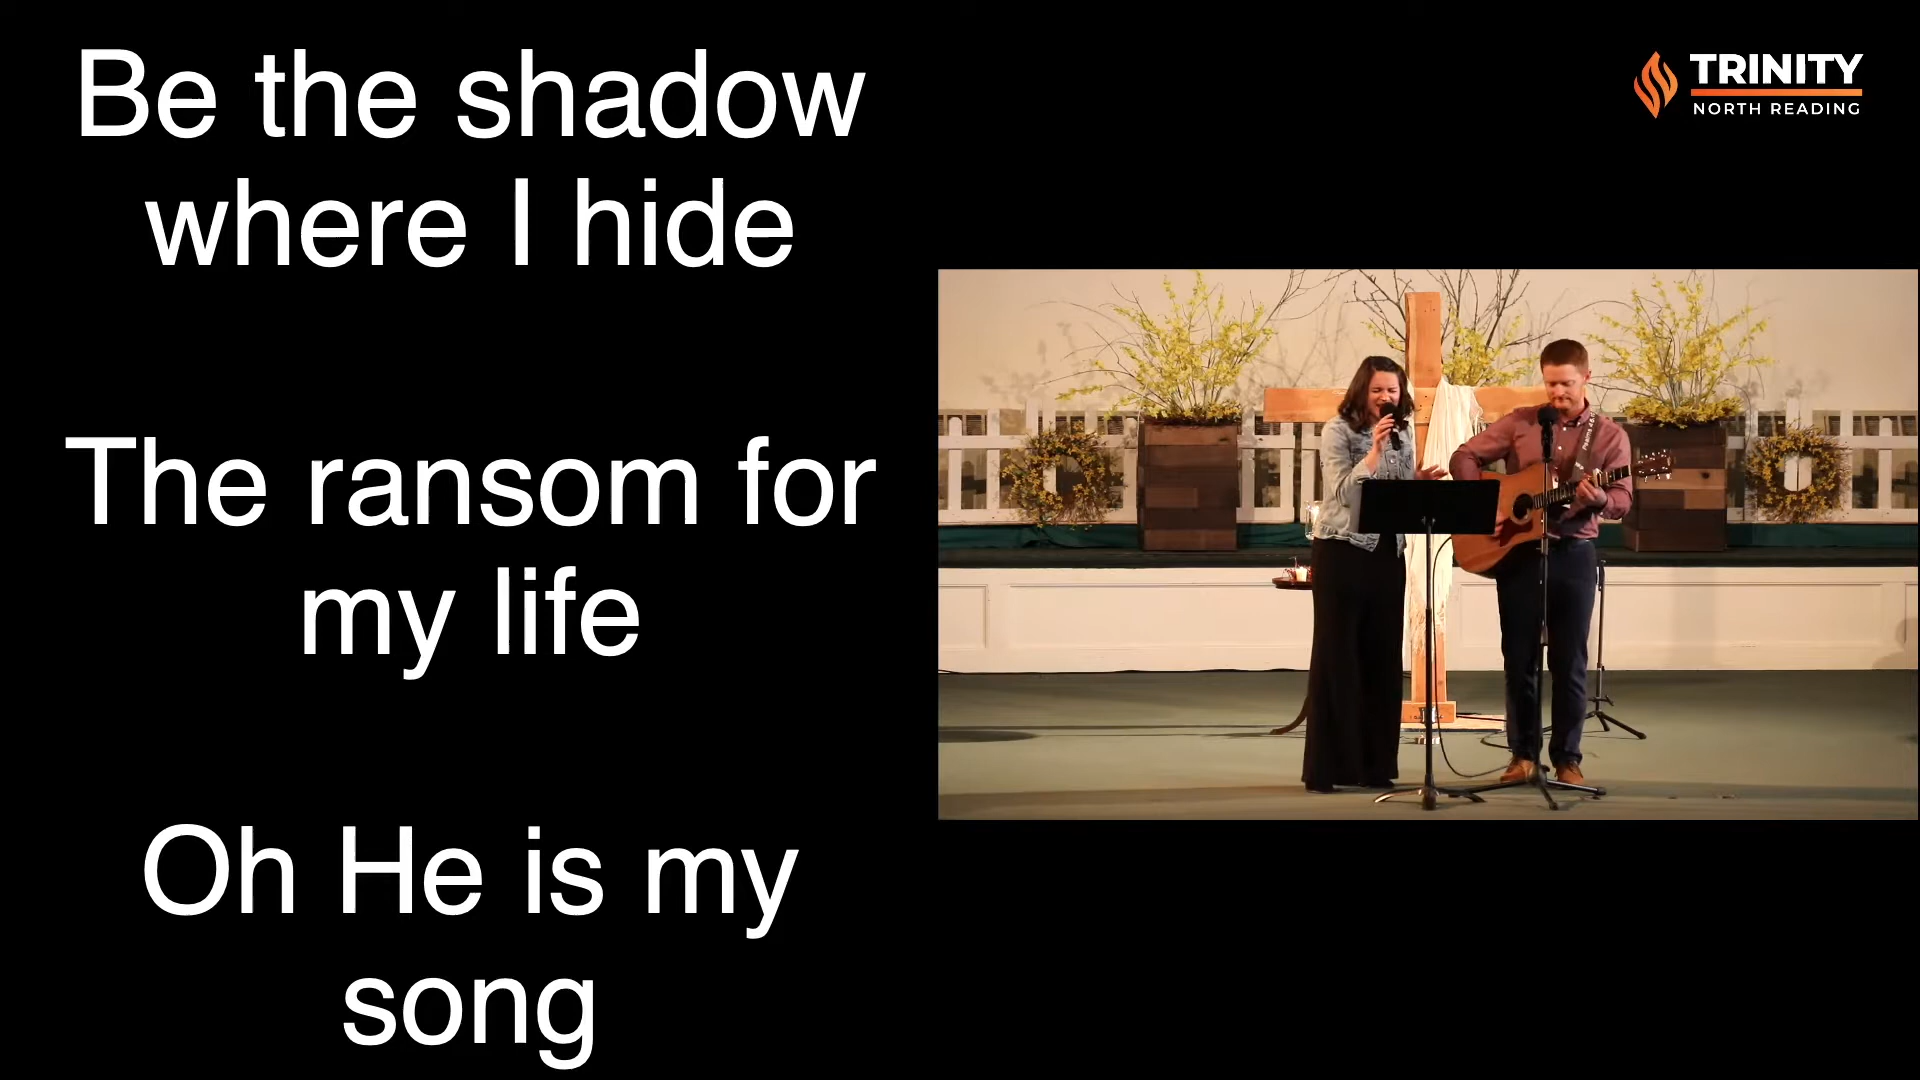 Be the shadow
where I hide
The ransom for
my life
Oh He is my
song
TRINITY
NORTH READING